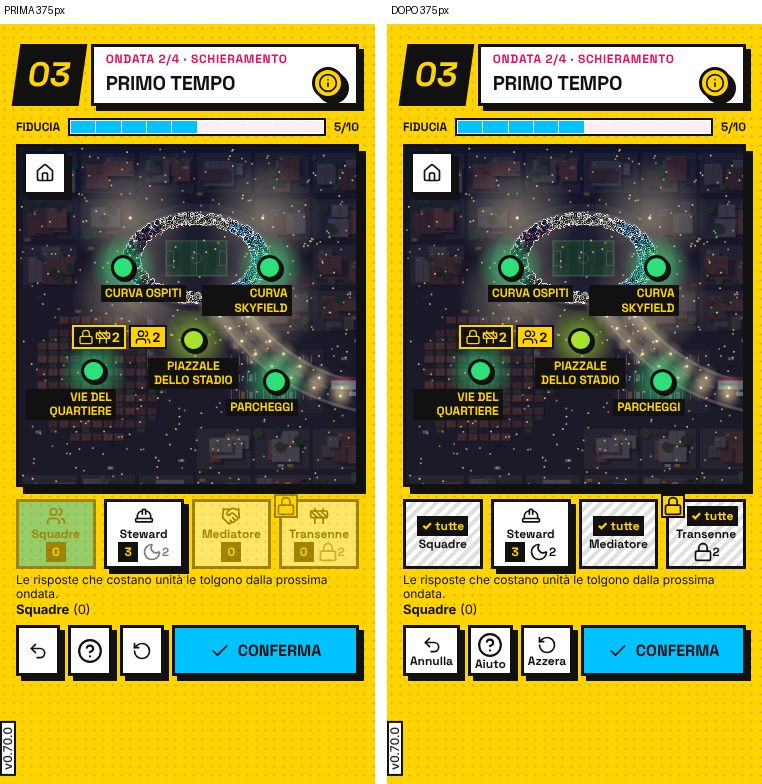 PRIMA 375px
03
ONDATA 2/4 · SCHIERAMENTO
PRIMO TEMPO
FIDUCIA
5/10
CURVA OSPITI
CURVA
SKYFIELD
2
2
PIAZZALE
DELLO STADIO
VIE DEL
QUARTIERE
PARCHEGGI
Squadre
0
Steward
3 2
Mediatore
0
Transenne
0 2
Le risposte che costano unità le tolgono dalla prossima
ondata.
Squadre (0)
?
CONFERMA
v0.70.0
DOPO 375px
03
ONDATA 2/4 · SCHIERAMENTO
PRIMO TEMPO
FIDUCIA
5/10
CURVA OSPITI
CURVA
SKYFIELD
2
2
PIAZZALE
DELLO STADIO
VIE DEL
QUARTIERE
PARCHEGGI
tutte
Squadre
Steward
3 2
tutte
Mediatore
tutte
Transenne
2
Le risposte che costano unità le tolgono dalla prossima
ondata.
Squadre (0)
Annulla
?
Aiuto
Azzera
CONFERMA
v0.70.0